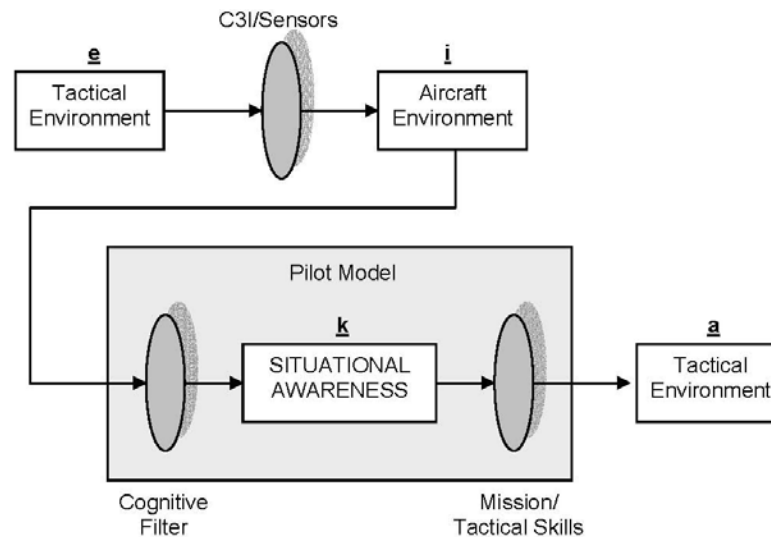 C3I/Sensors
e
Tactical
Environment
i
Aircraft
Environment
Pilot Model
k
SITUATIONAL
AWARENESS
a
Tactical
Environment
Cognitive
Filter
Mission/
Tactical Skills